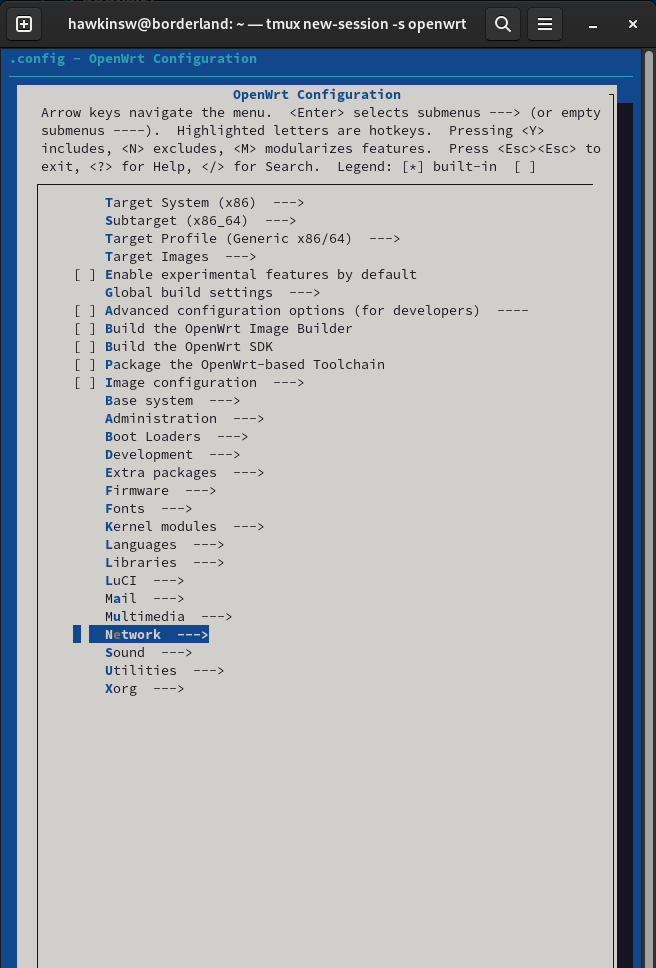 hawkinsw@borderland: ~ — tmux new-session -s openwrt
.config - OpenWrt Configuration
OpenWrt Configuration
Arrow keys navigate the menu.  <Enter> selects submenus ---> (or empty
submenus ----).  Highlighted letters are hotkeys.  Pressing <Y>
includes, <N> excludes, <M> modularizes features.  Press <Esc><Esc> to
exit, <?> for Help, </> for Search.  Legend: [*] built-in  [ ]
Target System (x86)  --->
Subtarget (x86_64)  --->
Target Profile (Generic x86/64)  --->
Target Images  --->
[ ] Enable experimental features by default
Global build settings  --->
[ ] Advanced configuration options (for developers)  ----
[ ] Build the OpenWrt Image Builder
[ ] Build the OpenWrt SDK
[ ] Package the OpenWrt-based Toolchain
[ ] Image configuration  --->
Base system  --->
Administration  --->
Boot Loaders  --->
Development  --->
Extra packages  --->
Firmware  --->
Fonts  --->
Kernel modules  --->
Languages  --->
Libraries  --->
LuCI  --->
Mail  --->
Multimedia  --->
Network  --->
Sound  --->
Utilities  --->
Xorg  --->